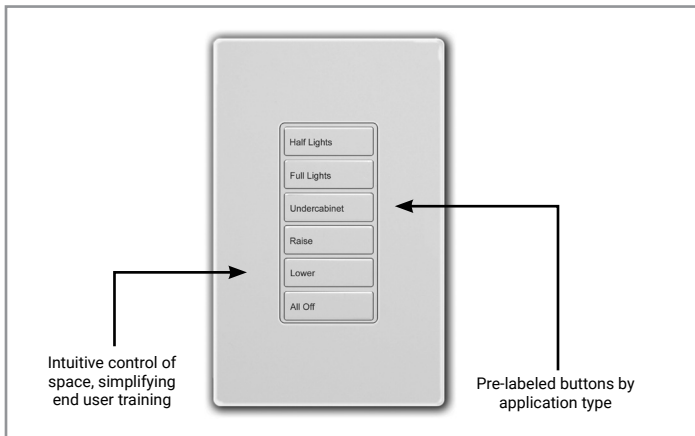 Half Lights
Full Lights
Undercabinet
Raise
Lower
All Off
Intuitive control of
space, simplifying
end user training
Pre-labeled buttons by
application type